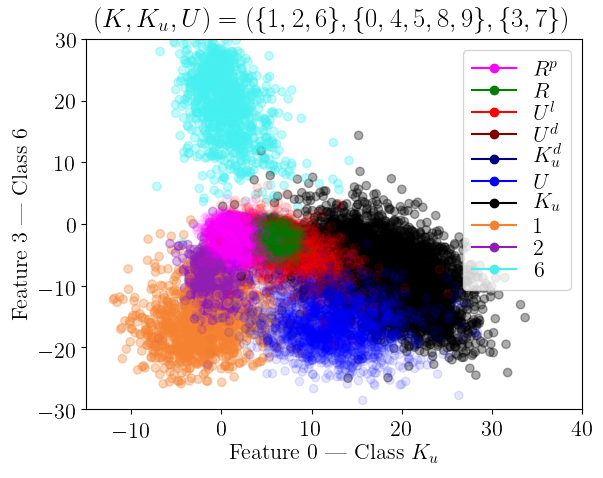 (K, K_u, U) = ({1, 2, 6}, {0, 4, 5, 8, 9}, {3, 7})
30
20
10
0
−10
−20
−30
Feature 3 — Class 6
R^p
R
U^l
U^d
K_u^d
U
K_u
1
2
6
−10
0
10
20
30
40
Feature 0 — Class K_u